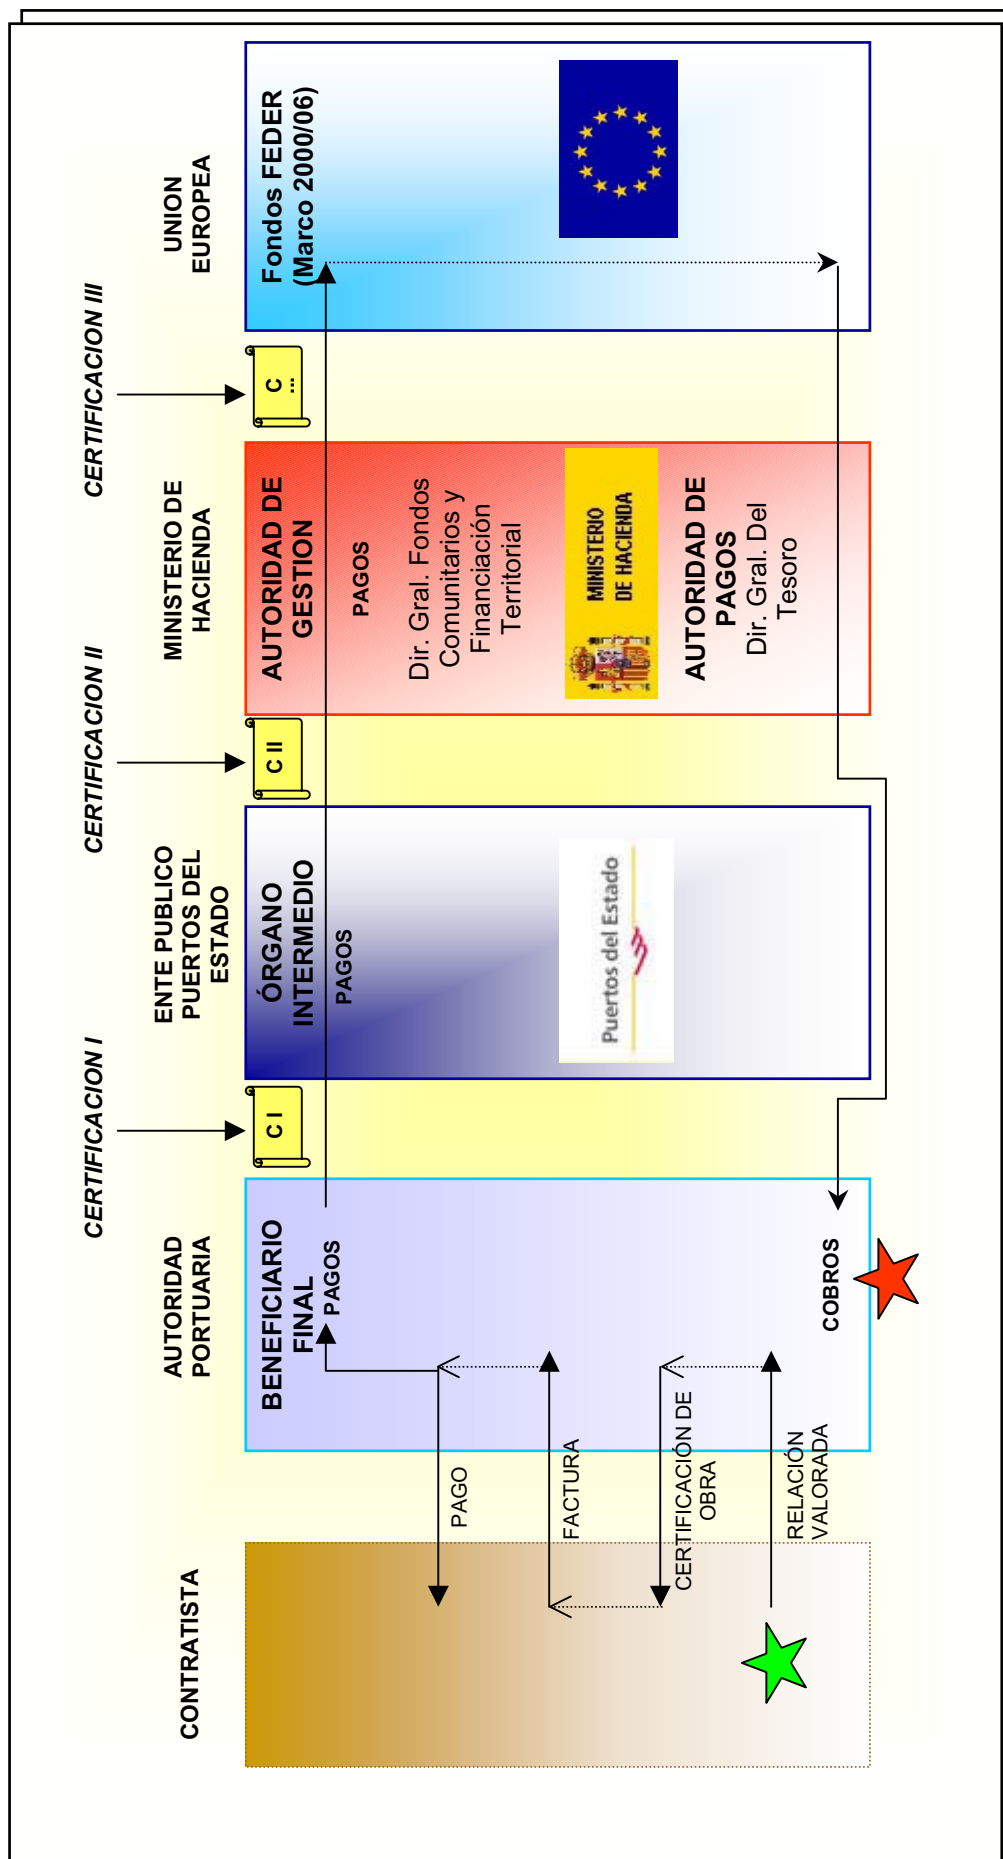 CERTIFICACION I
CERTIFICACION II
CERTIFICACION III
CONTRATISTA
AUTORIDAD
PORTUARIA
ENTE PUBLICO
PUERTOS DEL
ESTADO
MINISTERIO DE
HACIENDA
UNION
EUROPEA
C I
C II
C
...
BENEFICIARIO
FINAL
PAGOS
ÓRGANO
INTERMEDIO
PAGOS
AUTORIDAD DE
GESTION
PAGOS
Dir. Gral. Fondos
Comunitarios y
Financiación
Territorial
Fondos FEDER
(Marco 2000/06)
PAGO
FACTURA
CERTIFICACIÓN DE
OBRA
RELACIÓN
VALORADA
Puertos del Estado
MINISTERIO
DE HACIENDA
AUTORIDAD DE
PAGOS
Dir. Gral. Del
Tesoro
COBROS